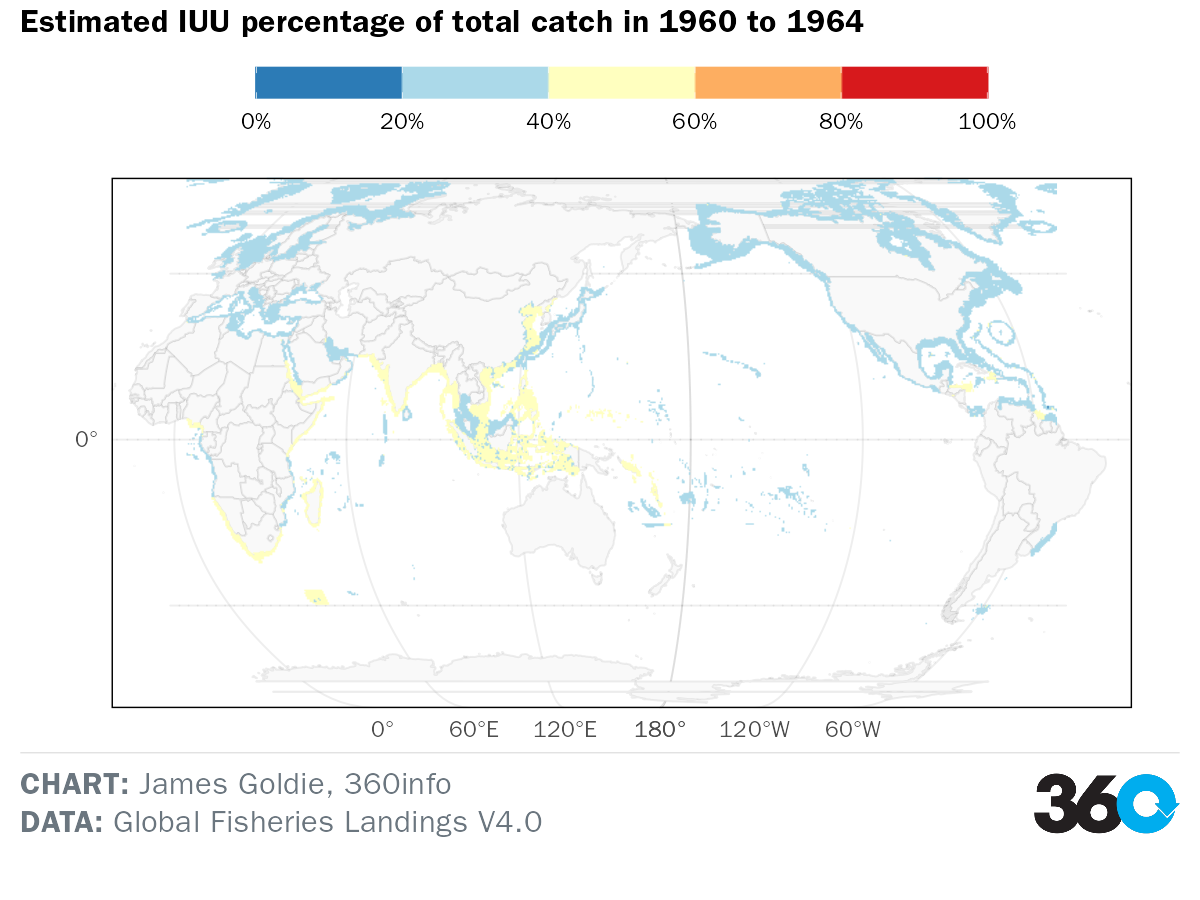 Estimated IUU percentage of total catch in 1960 to 1964
0% 20% 40% 60% 80% 100%
0°
0° 60°E 120°E 180° 120°W 60°W
CHART: James Goldie, 360info
DATA: Global Fisheries Landings V4.0
360